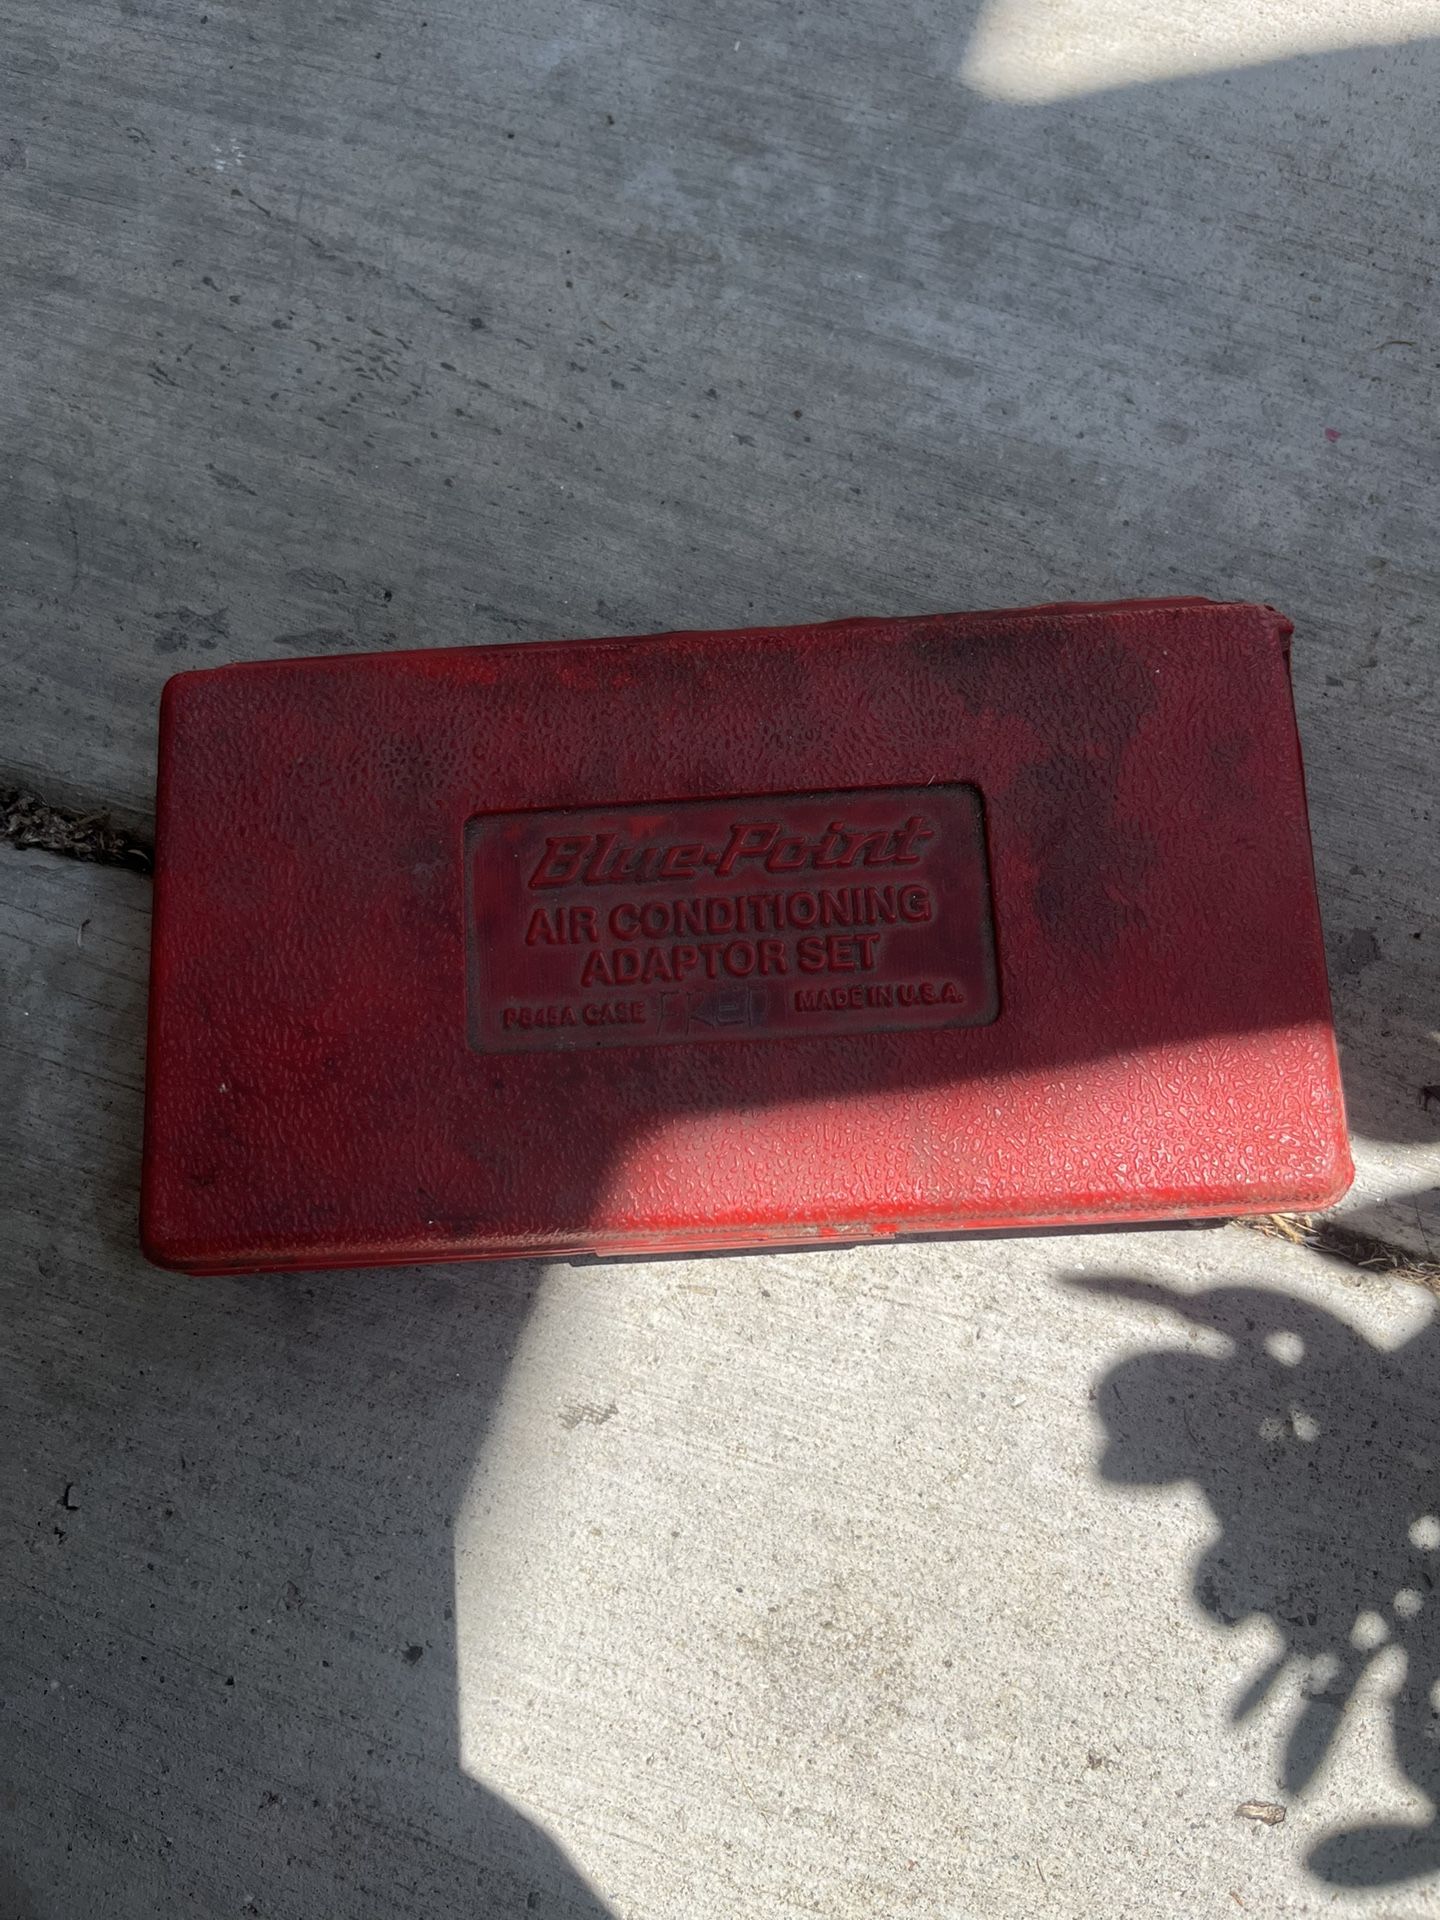 Blue-Point
AIR CONDITIONING
ADAPTOR SET
CASE MADE IN U.S.A.